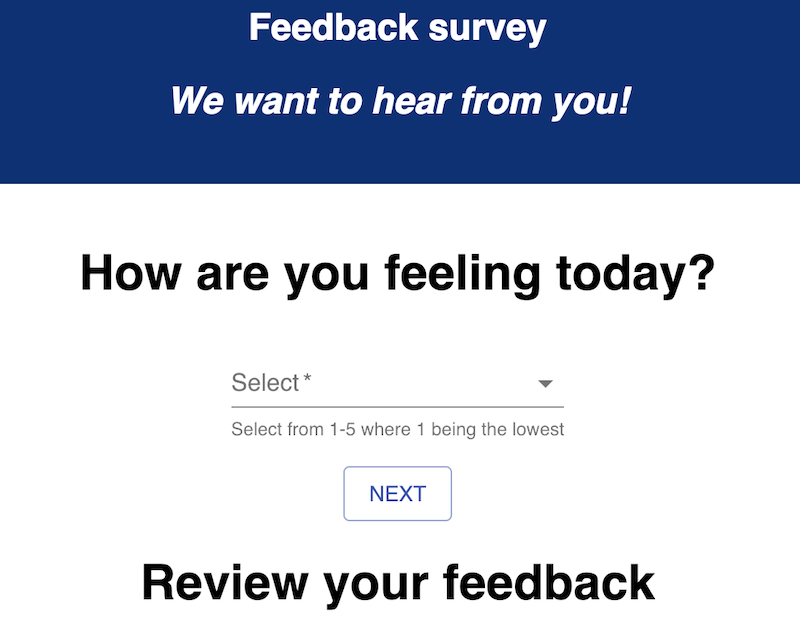 Feedback survey
We want to hear from you!
How are you feeling today?
Select *
Select from 1-5 where 1 being the lowest
NEXT
Review your feedback